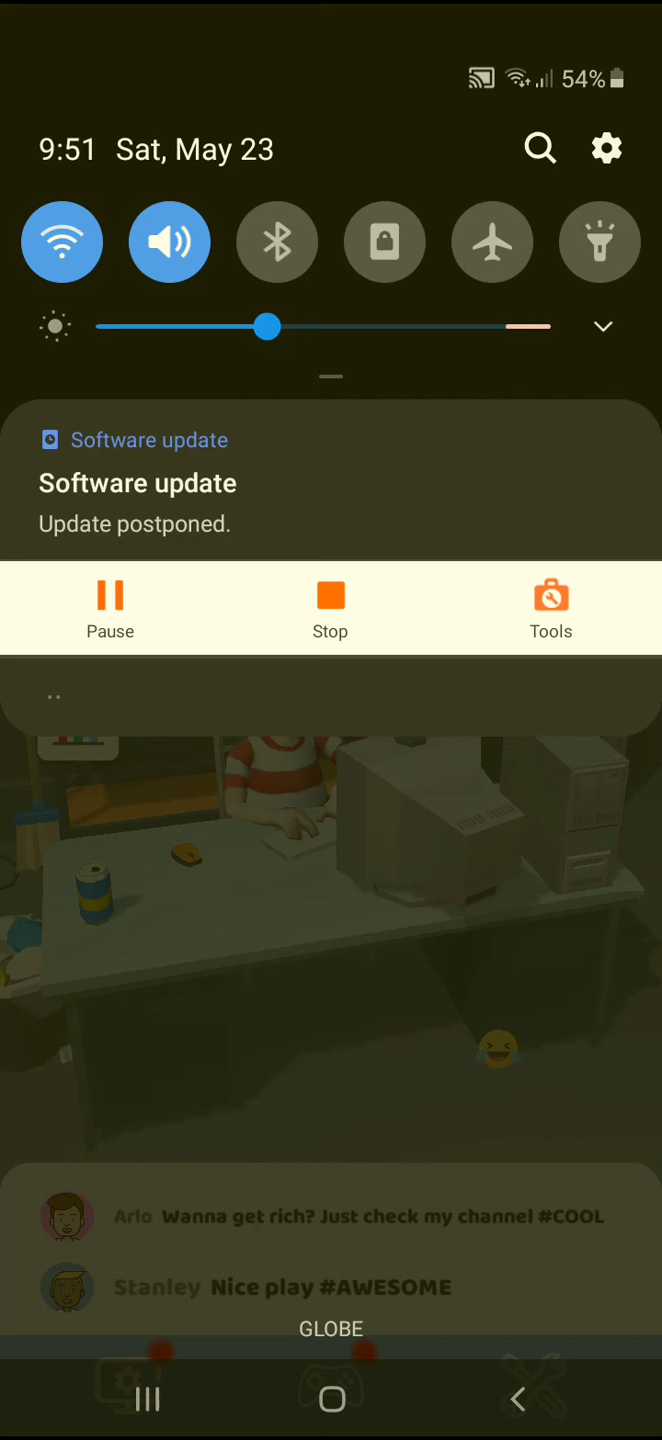 54%
9:51 Sat, May 23
Software update
Software update
Update postponed.
Pause Stop Tools
Arlo Wanna get rich? Just check my channel #COOL
Stanley Nice play #AWESOME
GLOBE